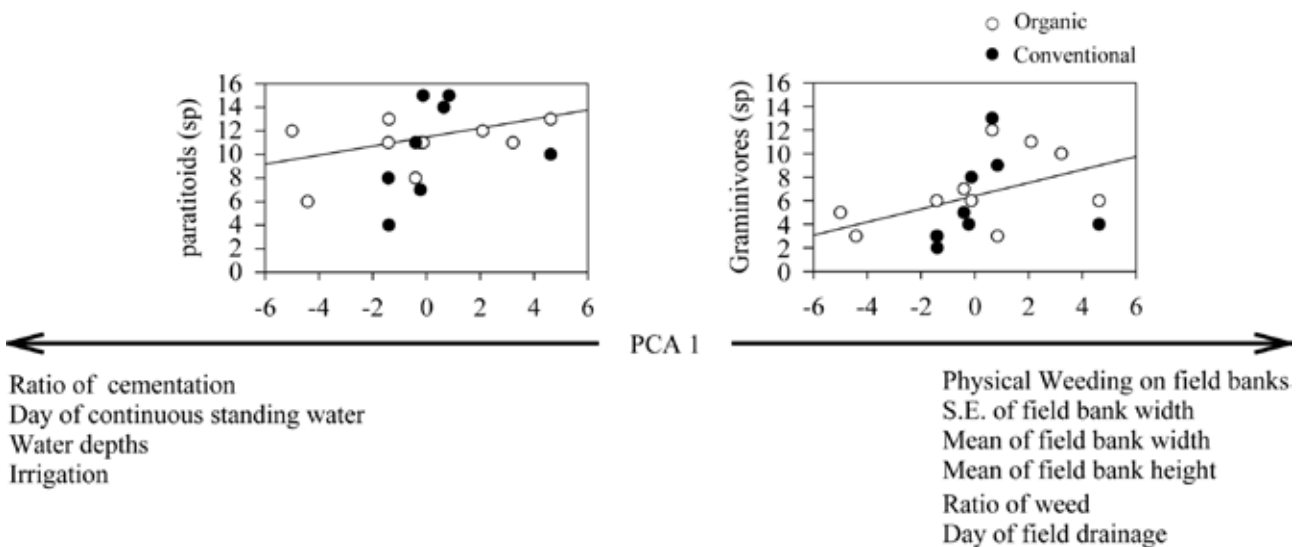 Organic
Conventional
paratitoids (sp)
16
14
12
10
8
6
4
2
0
-6 -4 -2 0 2 4 6
Graminivores (sp)
16
14
12
10
8
6
4
2
0
-6 -4 -2 0 2 4 6
PCA 1
Ratio of cementation
Day of continuous standing water
Water depths
Irrigation
Physical Weeding on field banks
S.E. of field bank width
Mean of field bank width
Mean of field bank height
Ratio of weed
Day of field drainage